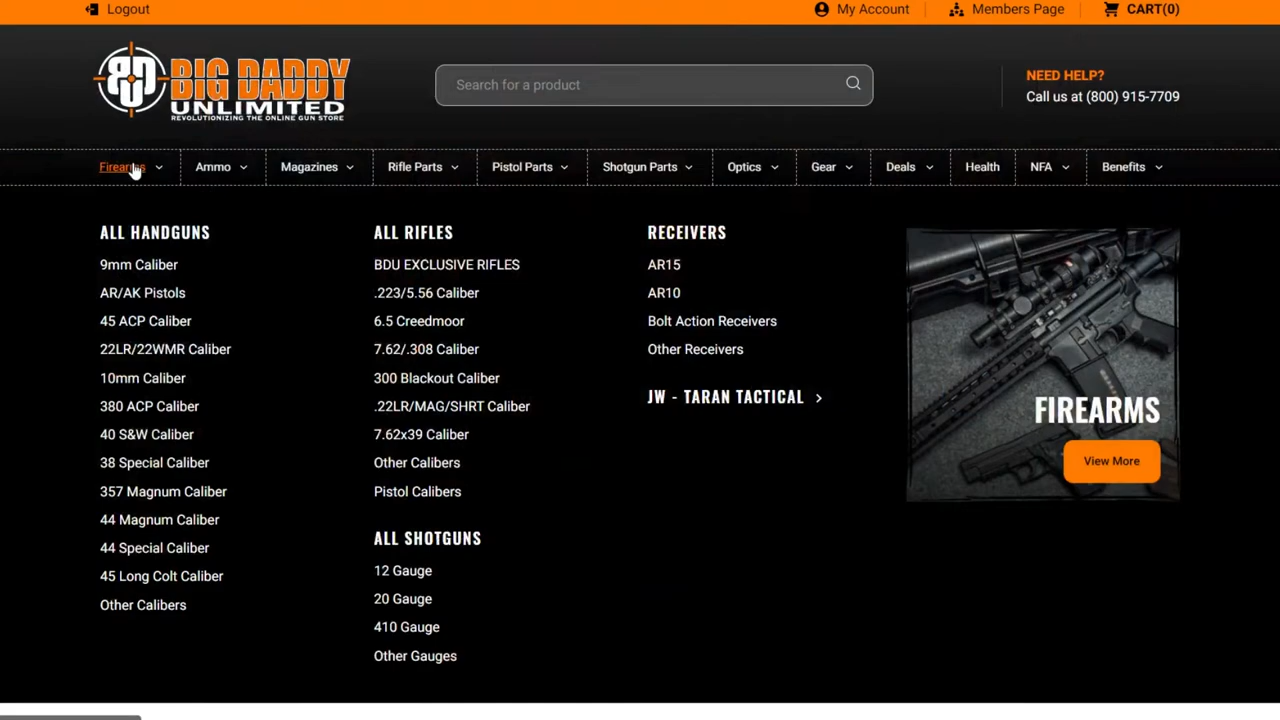 Logout
My Account
Members Page
CART(0)
BD BIG DADDY
UNLIMITED
REVOLUTIONIZING THE ONLINE GUN STORE
Search for a product
NEED HELP?
Call us at (800) 915-7709
Firearms
Ammo
Magazines
Rifle Parts
Pistol Parts
Shotgun Parts
Optics
Gear
Deals
Health
NFA
Benefits
ALL HANDGUNS
9mm Caliber
AR/AK Pistols
45 ACP Caliber
22LR/22WMR Caliber
10mm Caliber
380 ACP Caliber
40 S&W Caliber
38 Special Caliber
357 Magnum Caliber
44 Magnum Caliber
44 Special Caliber
45 Long Colt Caliber
Other Calibers
ALL RIFLES
BDU EXCLUSIVE RIFLES
.223/5.56 Caliber
6.5 Creedmoor
7.62/.308 Caliber
300 Blackout Caliber
.22LR/MAG/SHRT Caliber
7.62x39 Caliber
Other Calibers
Pistol Calibers
ALL SHOTGUNS
12 Gauge
20 Gauge
410 Gauge
Other Gauges
RECEIVERS
AR15
AR10
Bolt Action Receivers
Other Receivers
JW - TARAN TACTICAL >
FIREARMS
View More